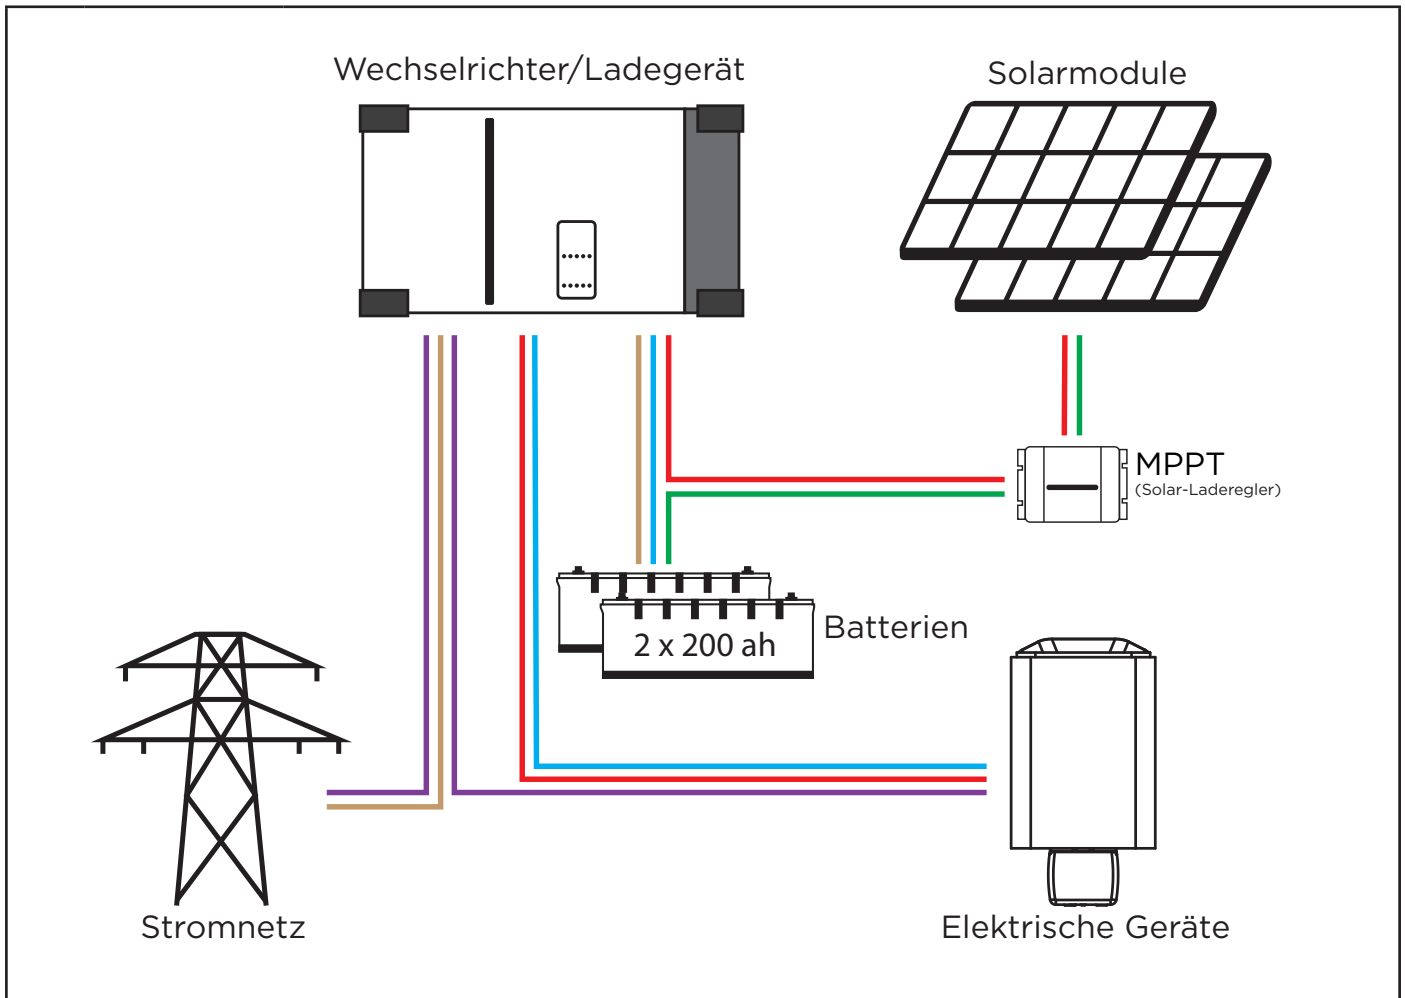 Wechselrichter/Ladegerät
Solarmodule
MPPT
(Solar-Laderegler)
Batterien
2 x 200 ah
Stromnetz
Elektrische Geräte